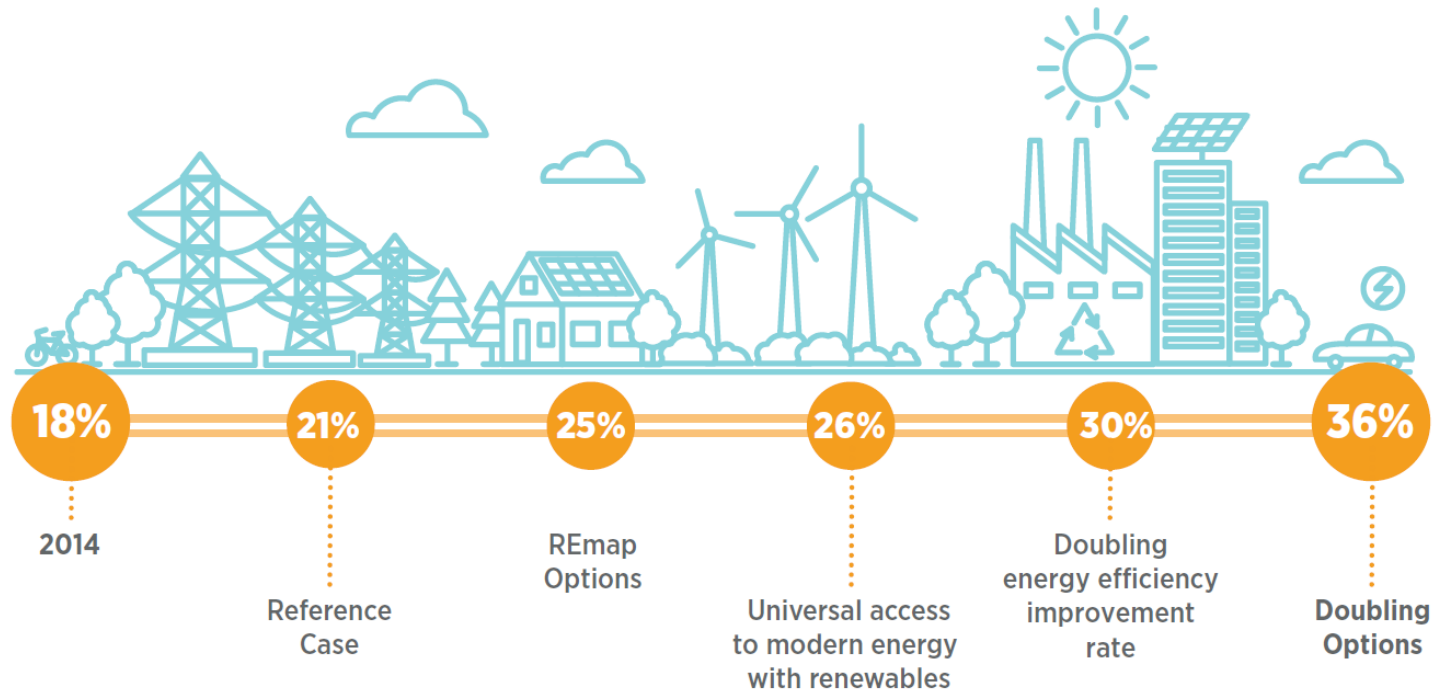 18%
21%
25%
26%
30%
36%
2014
Reference
Case
REmap
Options
Universal access
to modern energy
with renewables
Doubling
energy efficiency
improvement
rate
Doubling
Options